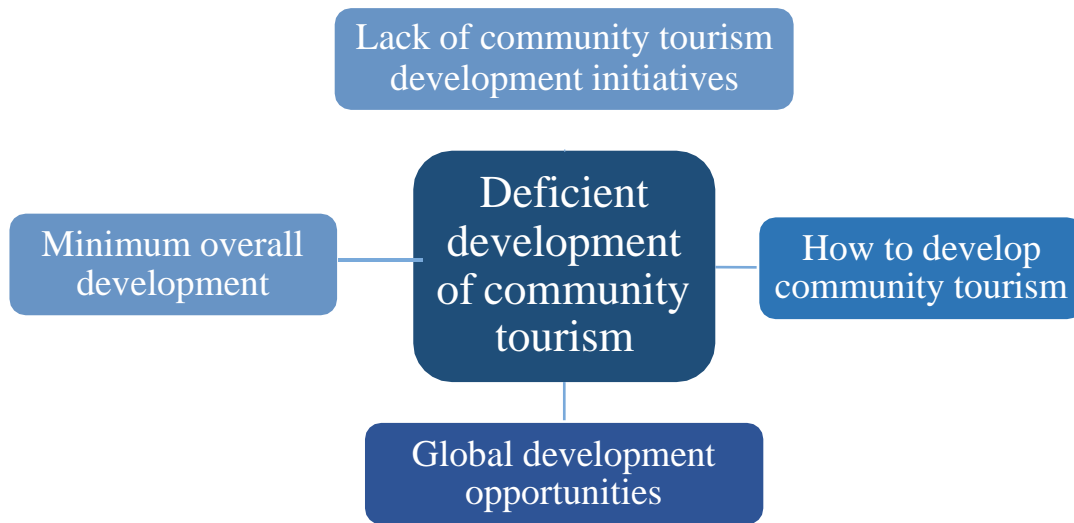 Lack of community tourism
development initiatives
Deficient
development
of community
tourism
Minimum overall
development
How to develop
community tourism
Global development
opportunities